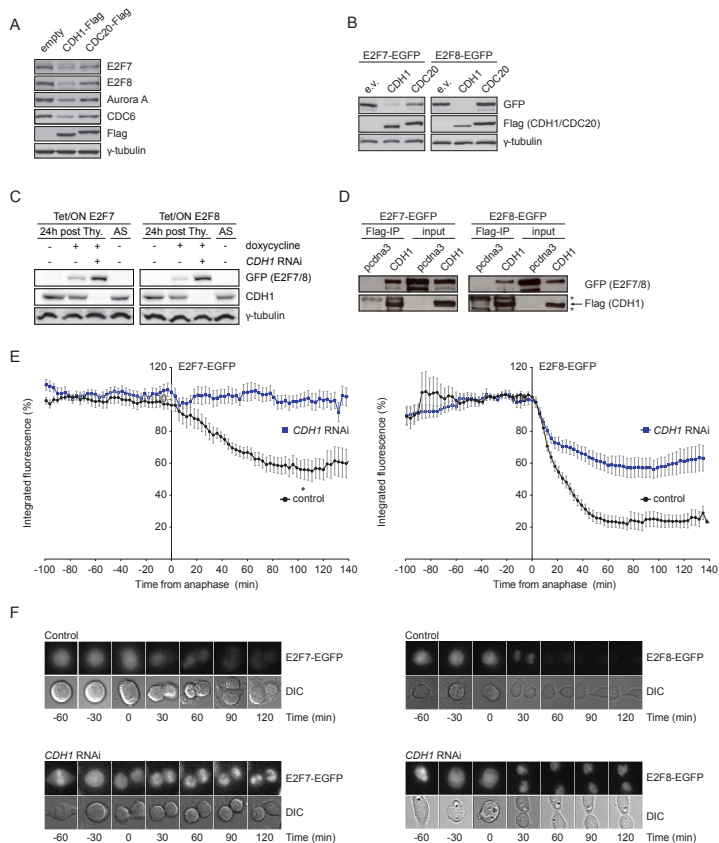 A
empty
CDH1-Flag
CDC20-Flag
E2F7
E2F8
Aurora A
CDC6
Flag
γ-tubulin
B
E2F7-EGFP E2F8-EGFP
e.v. CDH1 CDC20 e.v. CDH1 CDC20
GFP
Flag (CDH1/CDC20)
γ-tubulin
C
Tet/ON E2F7 Tet/ON E2F8
24h post Thy. AS 24h post Thy. AS
- + + - - + + - doxycycline
- - + - - - + - CDH1 RNAi
GFP (E2F7/8)
CDH1
γ-tubulin
D
E2F7-EGFP E2F8-EGFP
Flag-IP input Flag-IP input
pcdna3 CDH1 pcdna3 CDH1 pcdna3 CDH1 pcdna3 CDH1
GFP (E2F7/8)
*
Flag (CDH1)
*
E
E2F7-EGFP
Integrated fluorescence (%)
120
100
80
60
40
20
CDH1 RNAi
*
control
-100 -80 -60 -40 -20 0 20 40 60 80 100 120 140
Time from anaphase (min)
E2F8-EGFP
Integrated fluorescence (%)
120
100
80
60
40
20
CDH1 RNAi
control
-100 -80 -60 -40 -20 0 20 40 60 80 100 120 140
Time from anaphase (min)
F
Control
E2F7-EGFP
DIC
-60 -30 0 30 60 90 120 Time (min)
Control
E2F8-EGFP
DIC
-60 -30 0 30 60 90 120 Time (min)
CDH1 RNAi
E2F7-EGFP
DIC
-60 -30 0 30 60 90 120 Time (min)
CDH1 RNAi
E2F8-EGFP
DIC
-60 -30 0 30 60 90 120 Time (min)